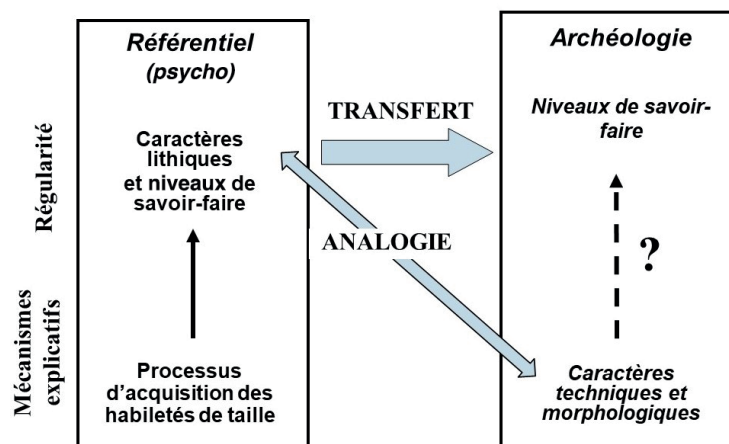 Référentiel
(psycho)
Caractères
lithiques
et niveaux de
savoir-faire
Processus
d'acquisition des
habiletés de taille
Régularité
Mécanismes
explicatifs
TRANSFERT
ANALOGIE
Archéologie
Niveaux de savoir-
faire
?
Caractères
techniques et
morphologiques